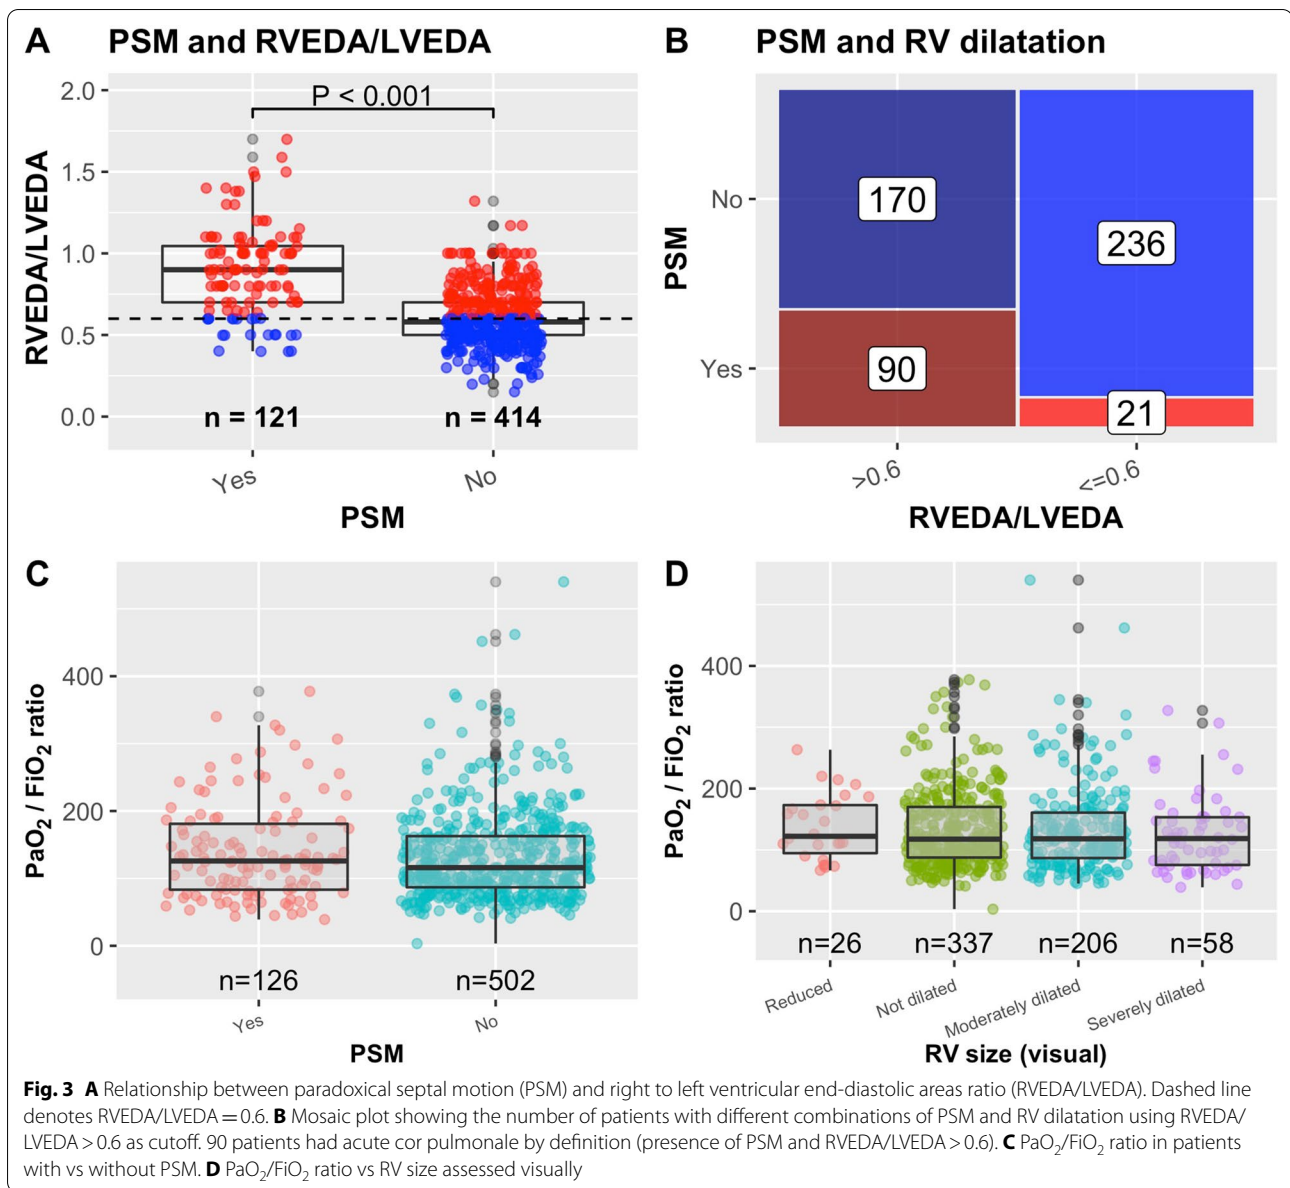 A PSM and RVEDA/LVEDA
2.0
1.5
1.0
0.5
0.0
RVEDA/LVEDA
P < 0.001
n = 121
n = 414
Yes
No
PSM
B PSM and RV dilatation
PSM
No
Yes
170
236
90
21
>0.6
<=0.6
RVEDA/LVEDA
C
PaO₂ / FiO₂ ratio
400
200
0
n=126
n=502
Yes
No
PSM
D
PaO₂ / FiO₂ ratio
400
200
0
n=26
n=337
n=206
n=58
Reduced
Not dilated
Moderately dilated
Severely dilated
RV size (visual)
Fig. 3 A Relationship between paradoxical septal motion (PSM) and right to left ventricular end-diastolic areas ratio (RVEDA/LVEDA). Dashed line
denotes RVEDA/LVEDA = 0.6. B Mosaic plot showing the number of patients with different combinations of PSM and RV dilatation using RVEDA/
LVEDA > 0.6 as cutoff. 90 patients had acute cor pulmonale by definition (presence of PSM and RVEDA/LVEDA > 0.6). C PaO₂/FiO₂ ratio in patients
with vs without PSM. D PaO₂/FiO₂ ratio vs RV size assessed visually